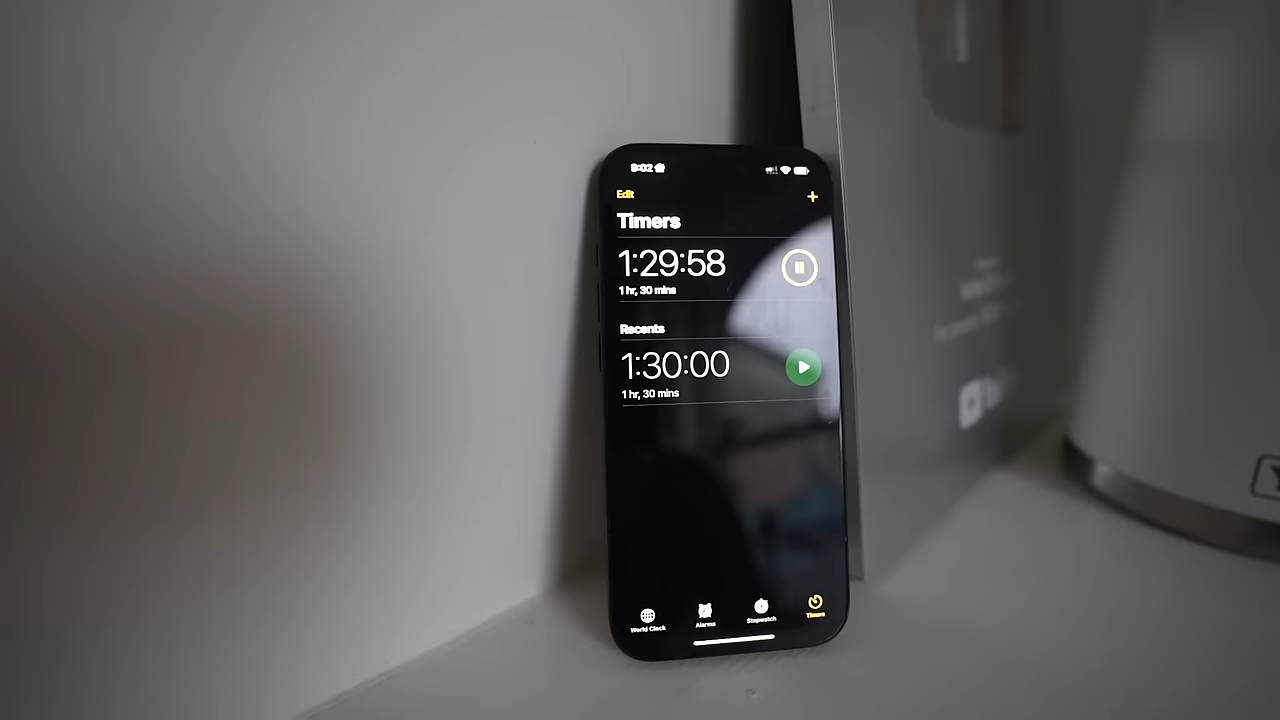 9:02
Edit
+
Timers
1:29:58
1 hr, 30 mins
Recents
1:30:00
1 hr, 30 mins
World Clock
Alarms
Stopwatch
Timers